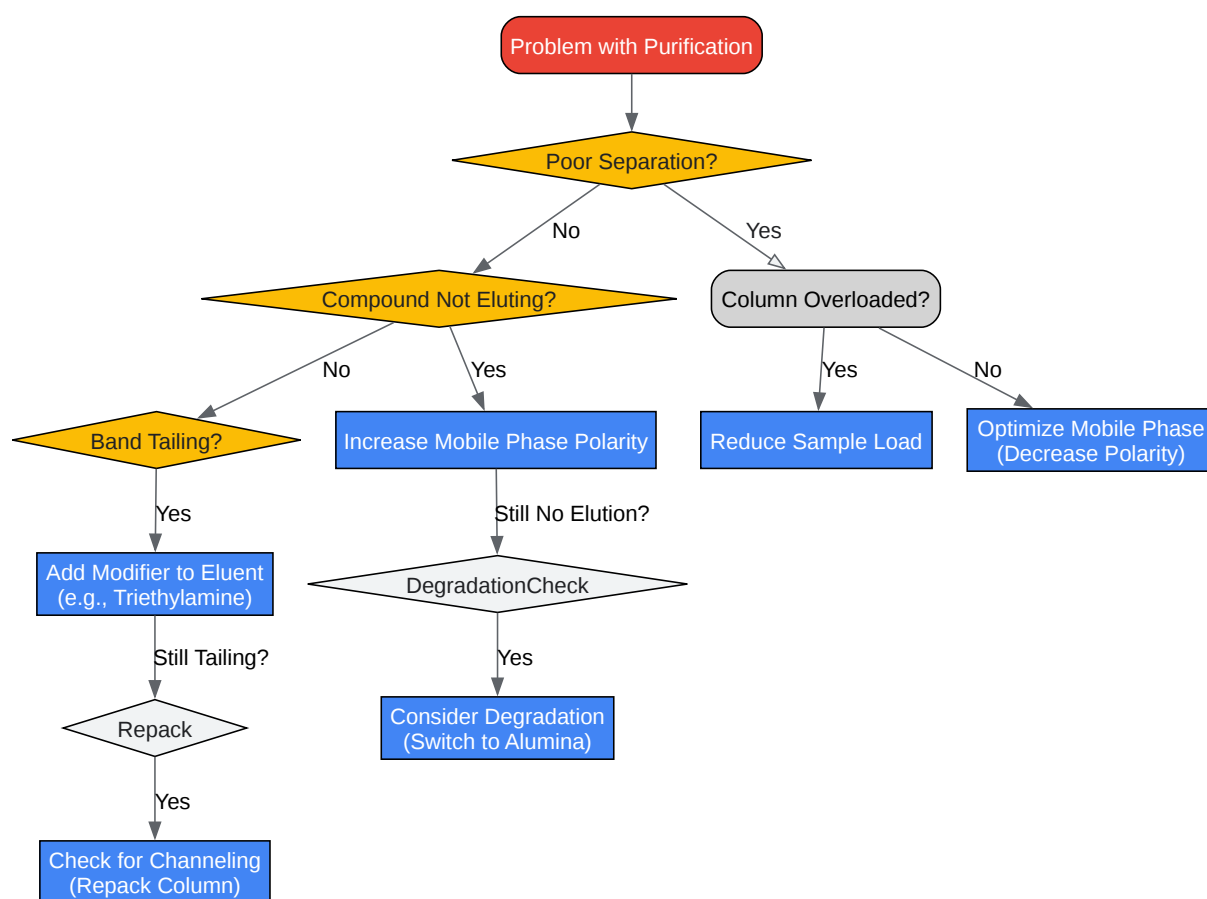 Problem with Purification
Poor Separation?
No
Yes
Compound Not Eluting?
Column Overloaded?
No
Yes
Yes
No
Band Tailing?
Increase Mobile Phase Polarity
Reduce Sample Load
Optimize Mobile Phase
(Decrease Polarity)
Yes
Still No Elution?
Add Modifier to Eluent
(e.g., Triethylamine)
DegradationCheck
Still Tailing?
Yes
Repack
Consider Degradation
(Switch to Alumina)
Yes
Check for Channeling
(Repack Column)